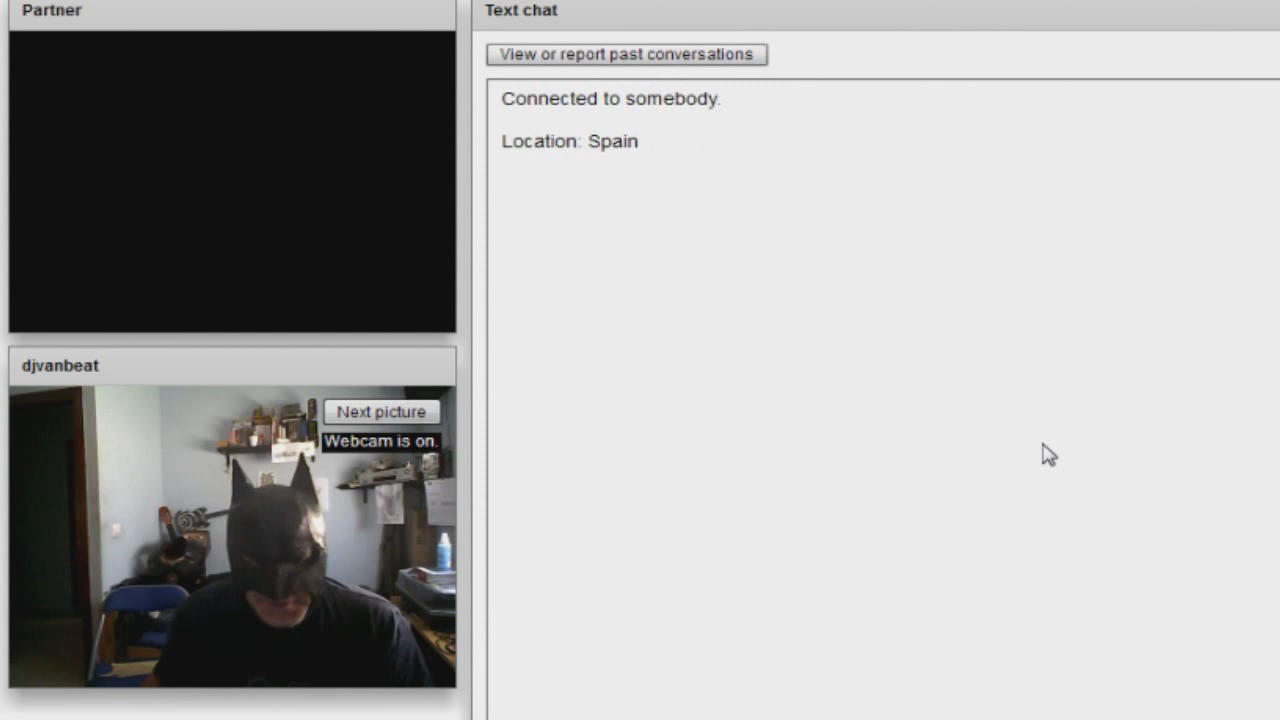 Partner
Text chat
View or report past conversations
Connected to somebody.
Location: Spain
djvanbeat
Next picture
Webcam is on.